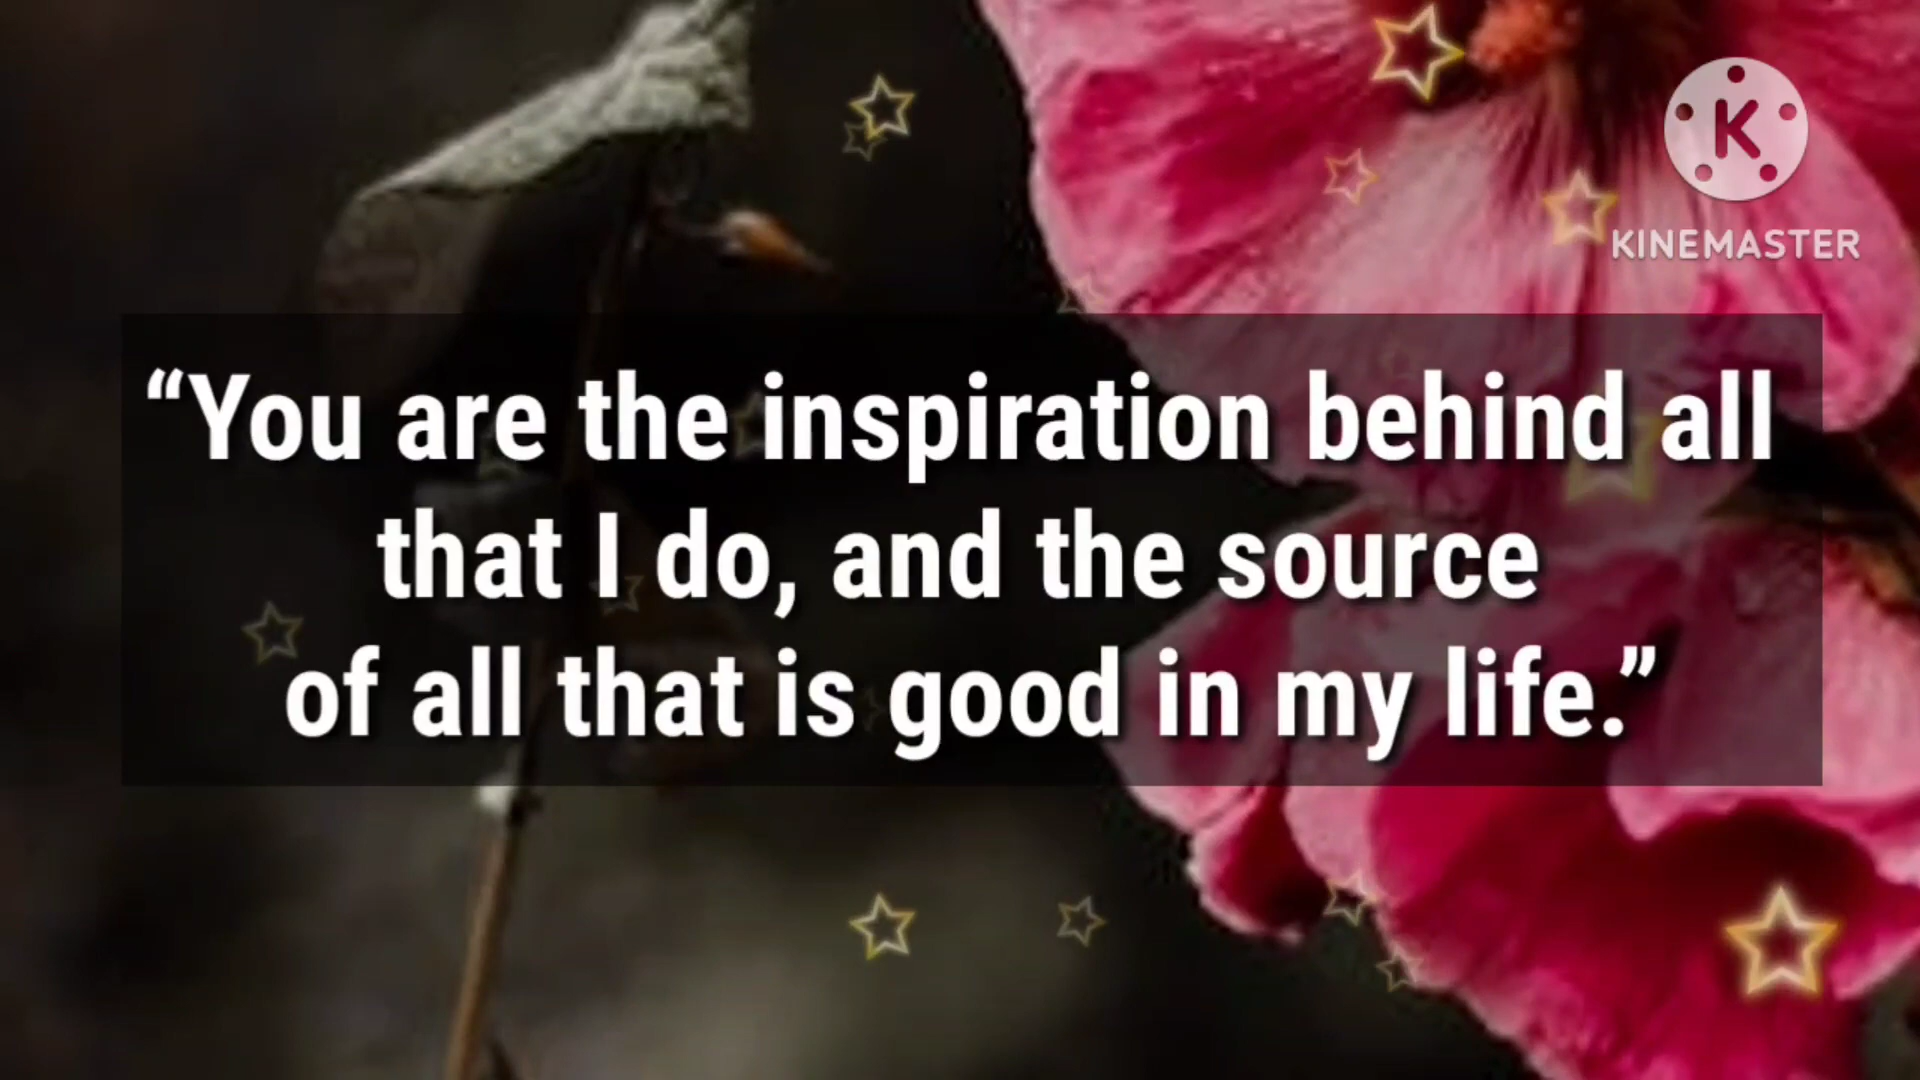 K
KINEMASTER
“You are the inspiration behind all
that I do, and the source
of all that is good in my life.”